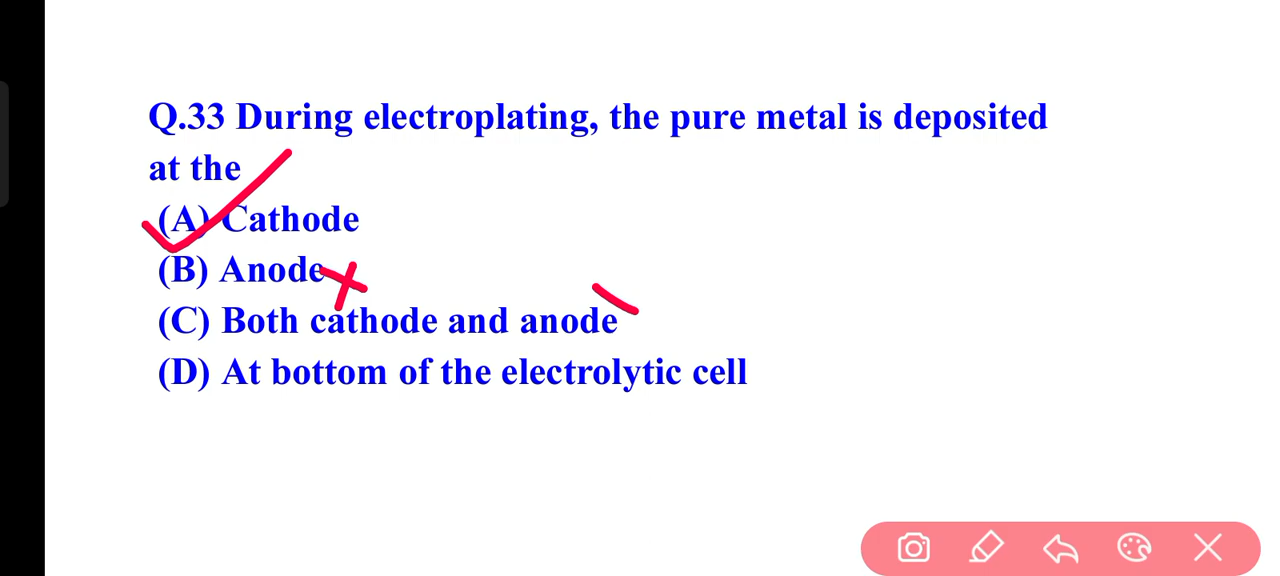 Q.33 During electroplating, the pure metal is deposited
at the
(A) Cathode
(B) Anode
(C) Both cathode and anode
(D) At bottom of the electrolytic cell